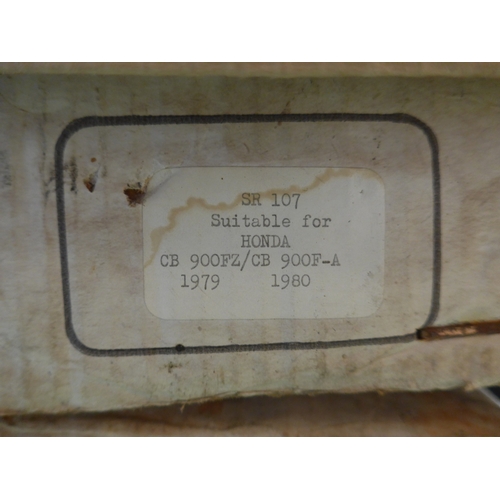 SR 107
Suitable for
HONDA
CB 900FZ/CB 900F-A
1979 1980